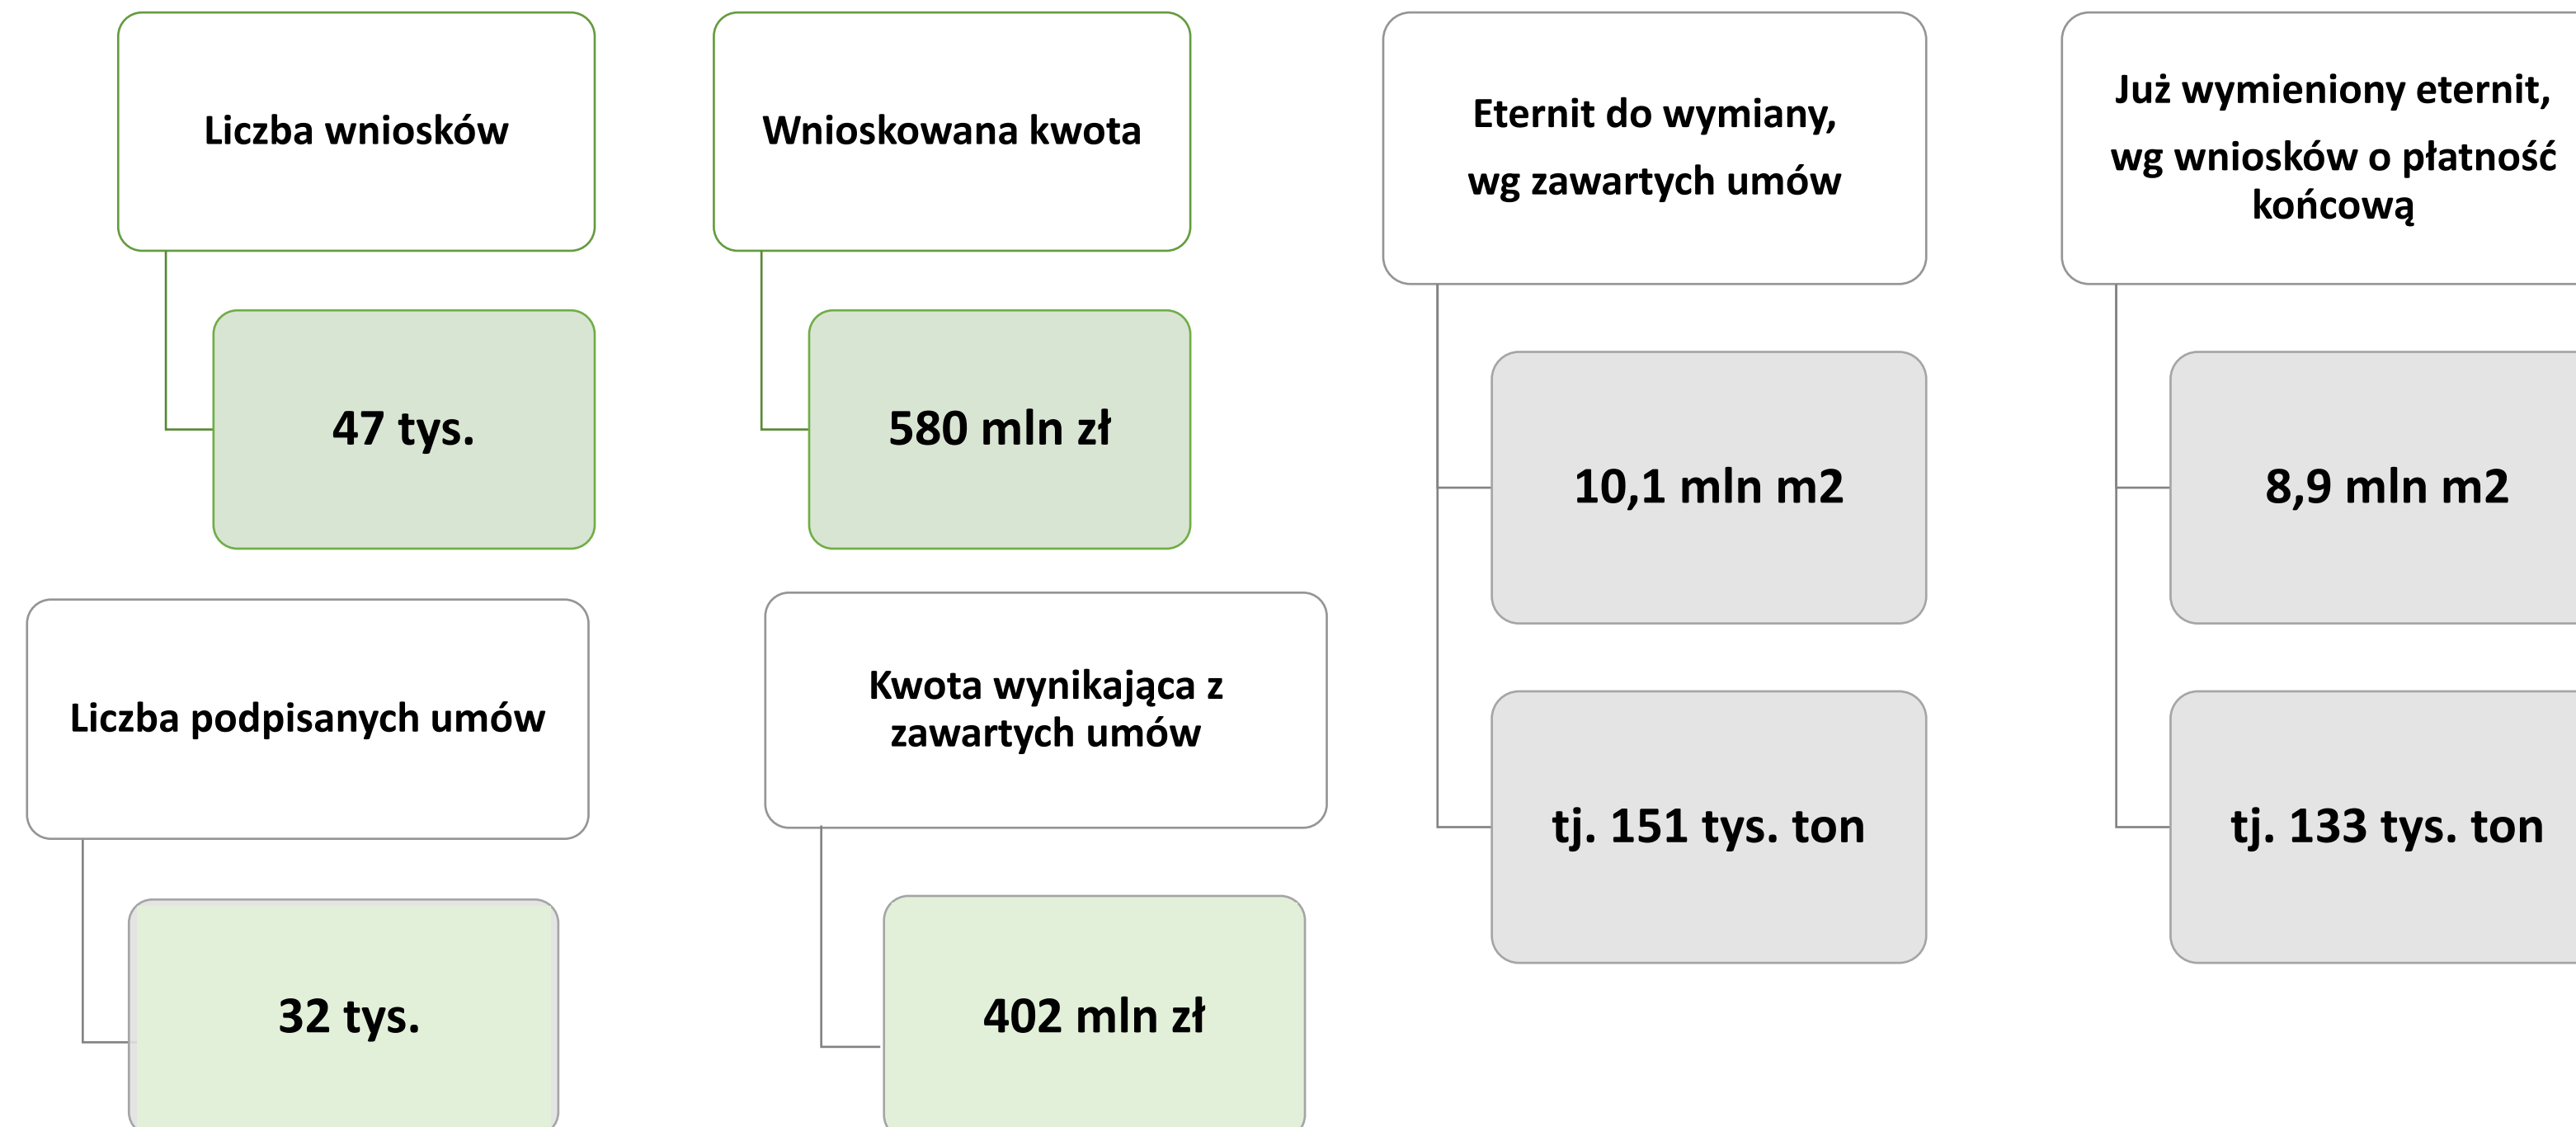 Liczba wniosków
47 tys.
Wnioskowana kwota
580 mln zł
Liczba podpisanych umów
32 tys.
Kwota wynikająca z
zawartych umów
402 mln zł
Eternit do wymiany,
wg zawartych umów
10,1 mln m2
tj. 151 tys. ton
Już wymieniony eternit,
wg wniosków o płatność
końcową
8,9 mln m2
tj. 133 tys. ton